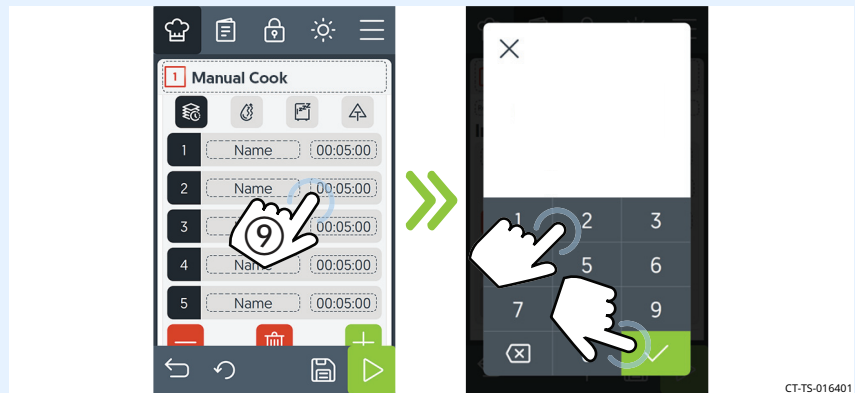 1 Manual Cook
1 Name 00:05:00
2 Name 00:05:00
3 00:05:00
4 Name 00:05:00
5 Name 00:05:00
9
1 2 3
5 6
7 9
CT-TS-016401